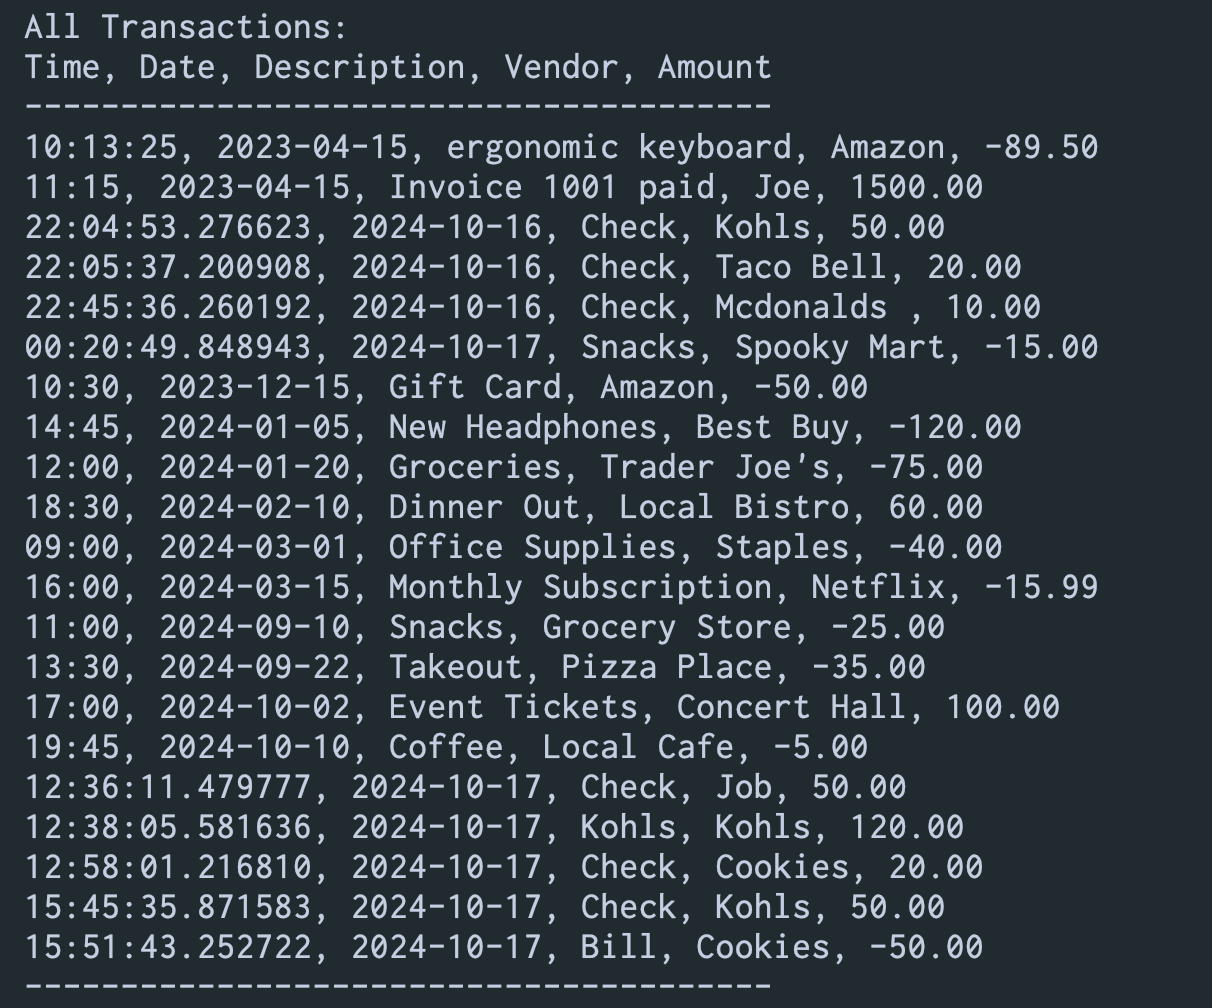 All Transactions:
Time, Date, Description, Vendor, Amount
---------------------------------------
10:13:25, 2023-04-15, ergonomic keyboard, Amazon, -89.50
11:15, 2023-04-15, Invoice 1001 paid, Joe, 1500.00
22:04:53.276623, 2024-10-16, Check, Kohls, 50.00
22:05:37.200908, 2024-10-16, Check, Taco Bell, 20.00
22:45:36.260192, 2024-10-16, Check, Mcdonalds , 10.00
00:20:49.848943, 2024-10-17, Snacks, Spooky Mart, -15.00
10:30, 2023-12-15, Gift Card, Amazon, -50.00
14:45, 2024-01-05, New Headphones, Best Buy, -120.00
12:00, 2024-01-20, Groceries, Trader Joe's, -75.00
18:30, 2024-02-10, Dinner Out, Local Bistro, 60.00
09:00, 2024-03-01, Office Supplies, Staples, -40.00
16:00, 2024-03-15, Monthly Subscription, Netflix, -15.99
11:00, 2024-09-10, Snacks, Grocery Store, -25.00
13:30, 2024-09-22, Takeout, Pizza Place, -35.00
17:00, 2024-10-02, Event Tickets, Concert Hall, 100.00
19:45, 2024-10-10, Coffee, Local Cafe, -5.00
12:36:11.479777, 2024-10-17, Check, Job, 50.00
12:38:05.581636, 2024-10-17, Kohls, Kohls, 120.00
12:58:01.216810, 2024-10-17, Check, Cookies, 20.00
15:45:35.871583, 2024-10-17, Check, Kohls, 50.00
15:51:43.252722, 2024-10-17, Bill, Cookies, -50.00
---------------------------------------